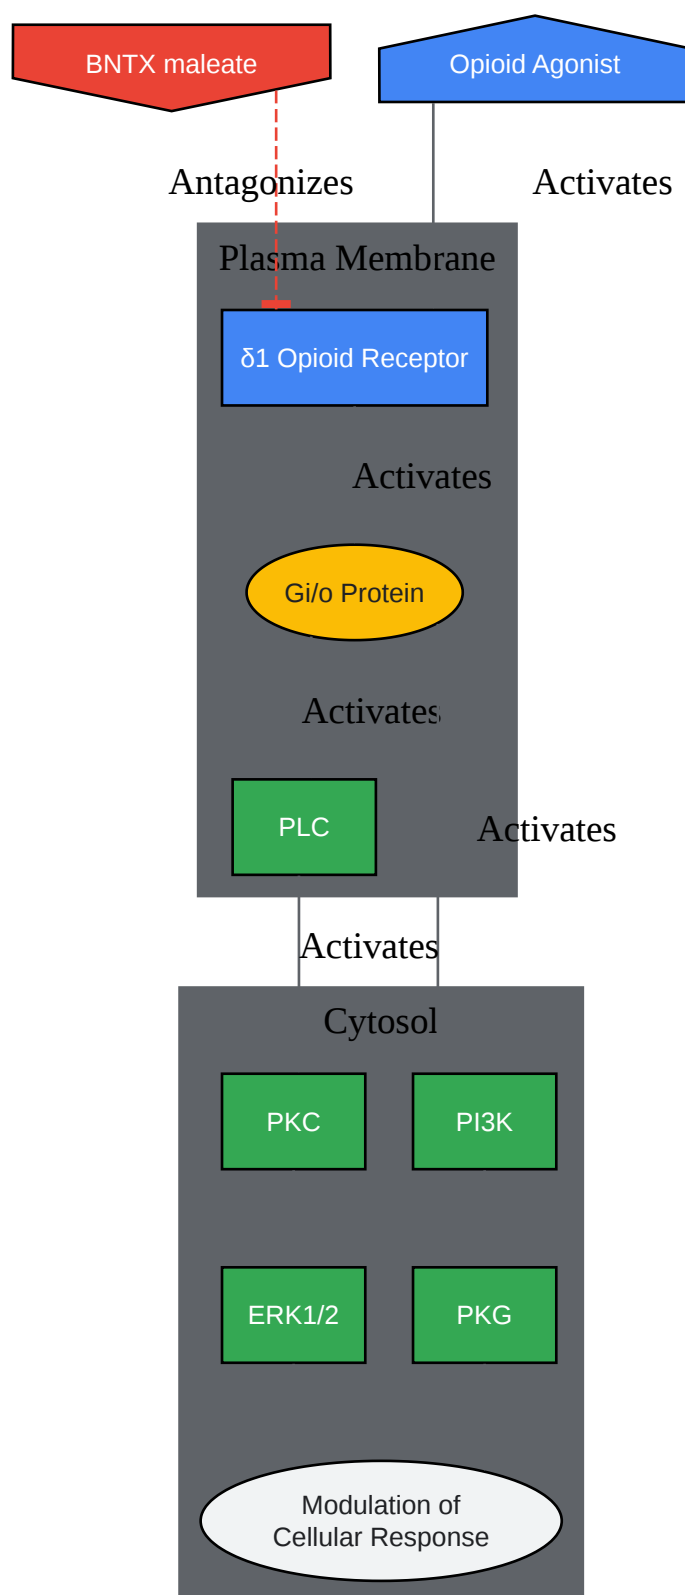 BNTX maleate
Opioid Agonist
Antagonizes
Activates
Plasma Membrane
δ1 Opioid Receptor
Activates
Gi/o Protein
Activates
PLC
Activates
Activates
Cytosol
PKC
PI3K
ERK1/2
PKG
Modulation of
Cellular Response